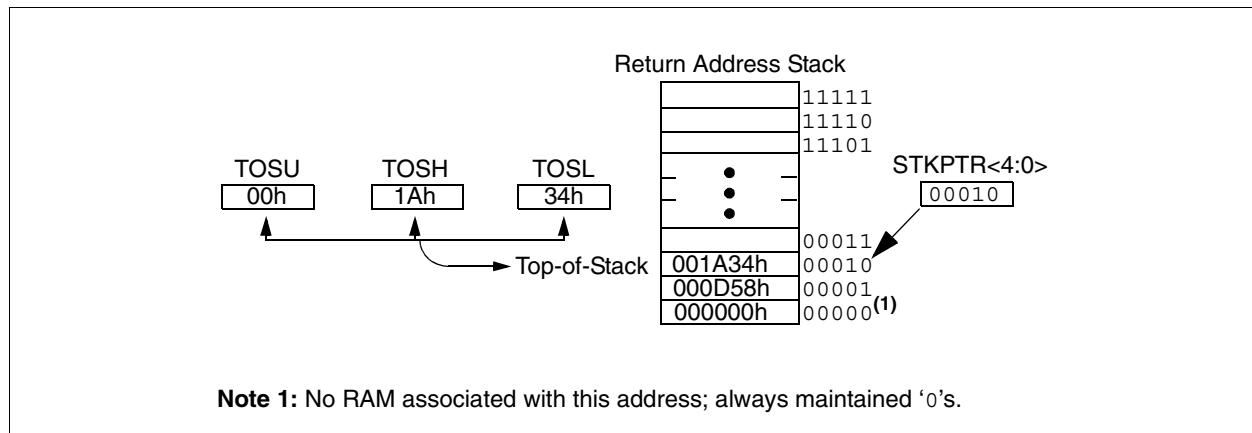 Return Address Stack
11111
11110
11101
TOSU TOSH TOSL STKPTR<4:0>
00h 1Ah 34h 00010
00011
Top-of-Stack 001A34h 00010
000D58h 00001
000000h 00000(1)
Note 1: No RAM associated with this address; always maintained ‘0’s.